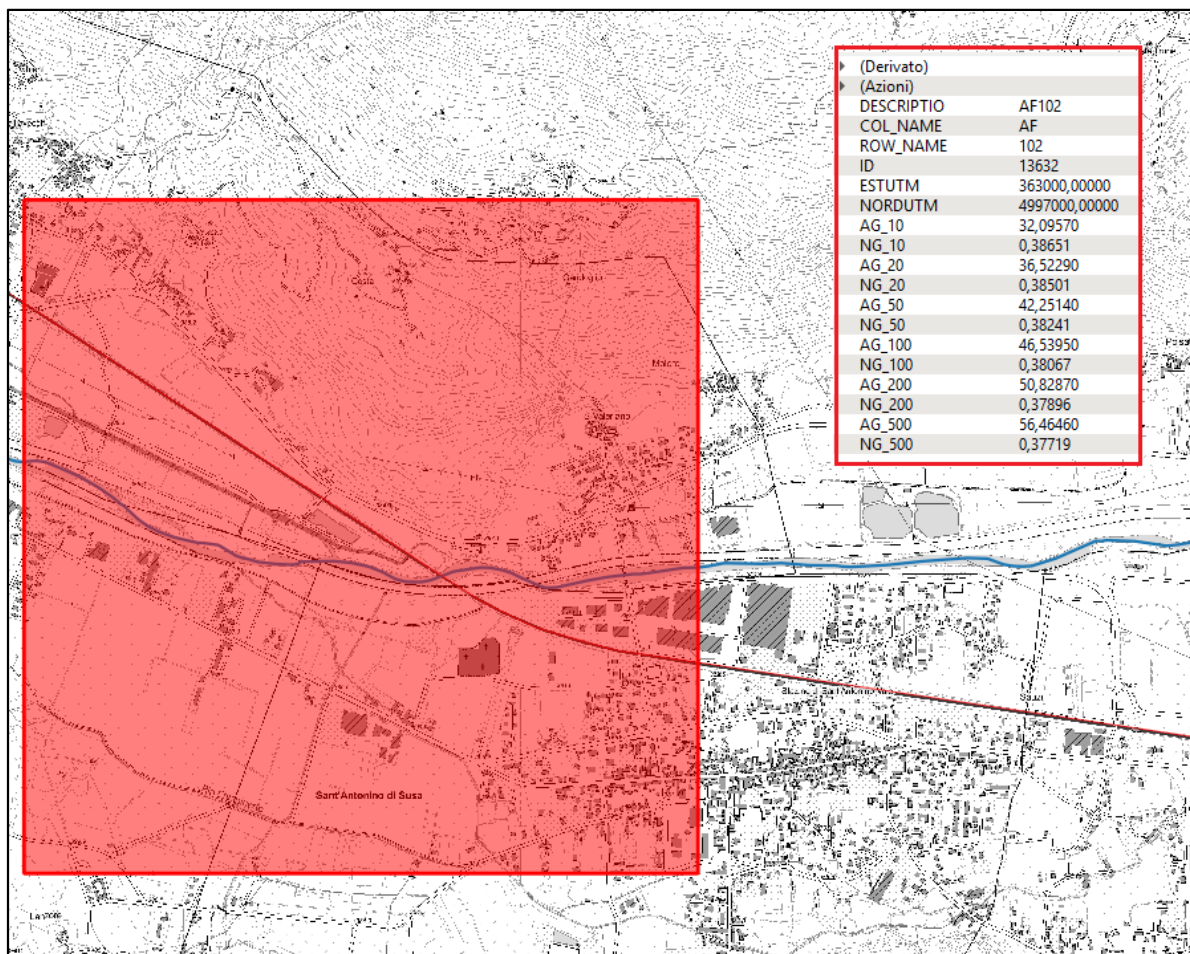 (Derivato)
(Azioni)
DESCRIPTIO AF102
COL_NAME AF
ROW_NAME 102
ID 13632
ESTUTM 363000,00000
NORDUTM 4997000,00000
AG_10 32,09570
NG_10 0,38651
AG_20 36,52290
NG_20 0,38501
AG_50 42,25140
NG_50 0,38241
AG_100 46,53950
NG_100 0,38067
AG_200 50,82870
NG_200 0,37896
AG_500 56,46460
NG_500 0,37719
Costa
S.Valeriano
Sant'Antonino di Susa